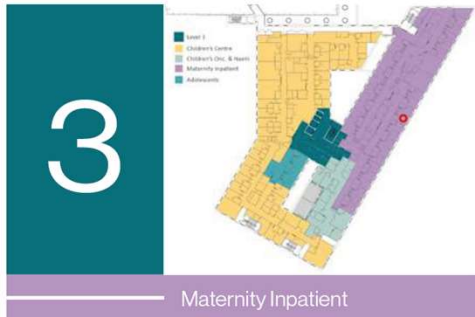 3
Level 3
Children's Centre
Children's Onc. & Haem
Maternity Inpatient
Adolescents
Maternity Inpatient